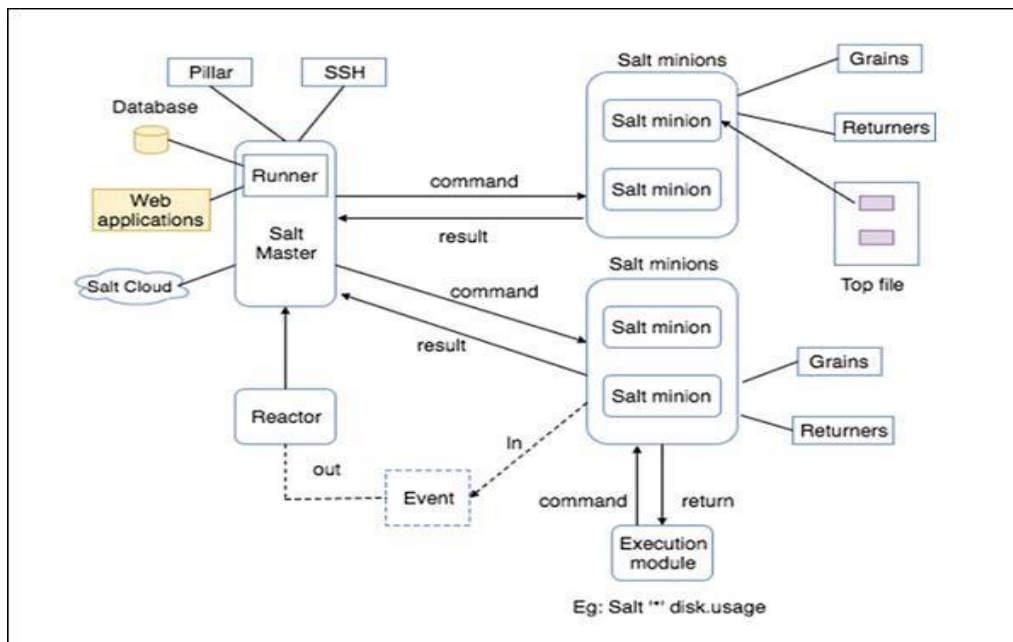 Pillar
SSH
Database
Runner
Web
applications
Salt
Master
Salt Cloud
command
result
command
result
Salt minions
Salt minion
Salt minion
Grains
Returners
Top file
Salt minions
Salt minion
Salt minion
Grains
Returners
Reactor
out
Event
In
command
return
Execution
module
Eg: Salt '*' disk.usage